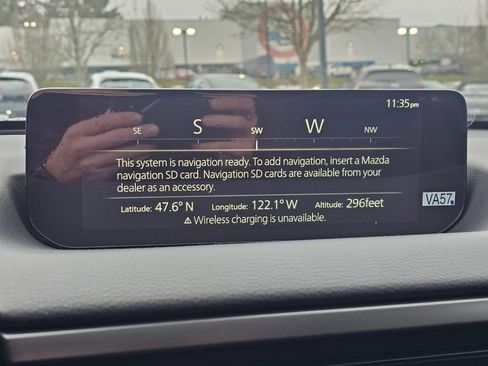 11:35pm
SE S SW W NW
This system is navigation ready. To add navigation, insert a Mazda
navigation SD card. Navigation SD cards are available from your
dealer as an accessory.
Latitude: 47.6° N Longitude: 122.1° W Altitude: 296feet
⚠ Wireless charging is unavailable.
VA57